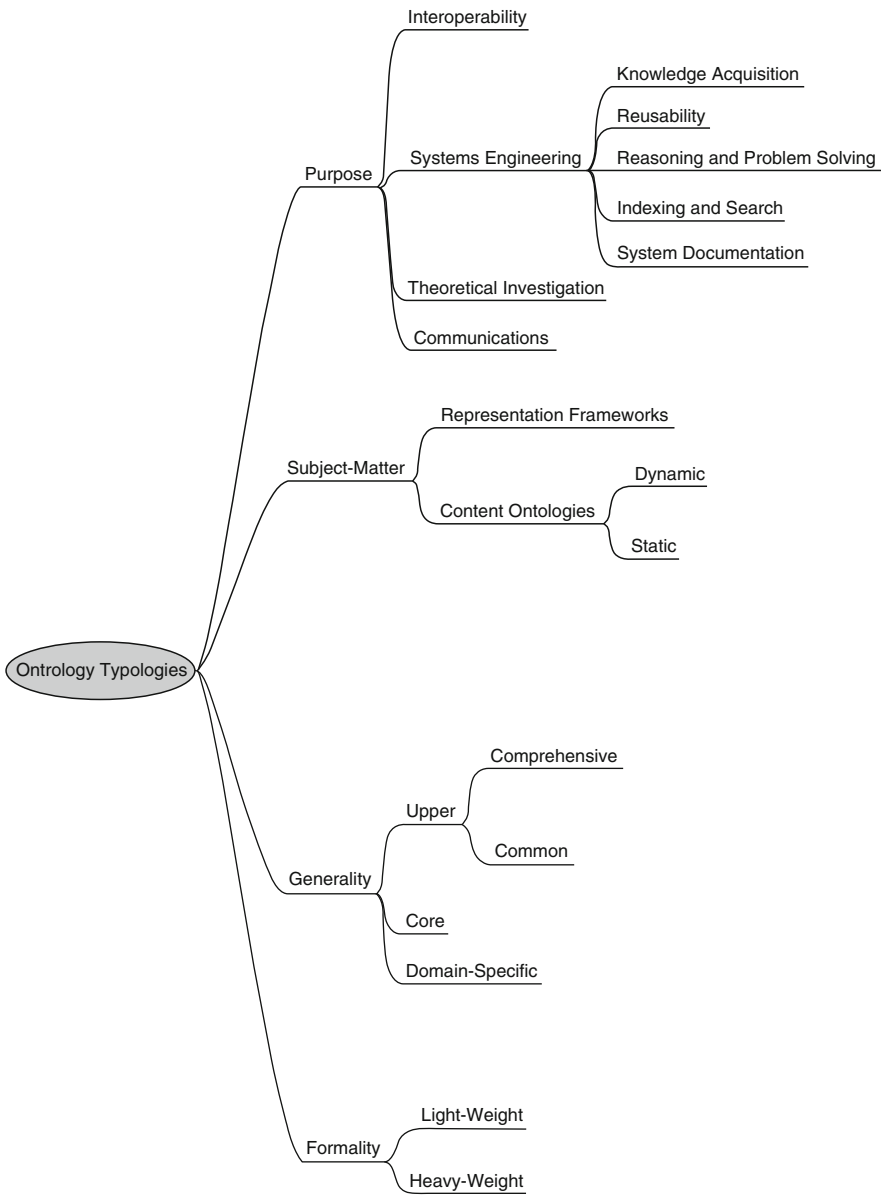 Interoperability
Knowledge Acquisition
Reusability
Systems Engineering
Reasoning and Problem Solving
Purpose
Indexing and Search
System Documentation
Theoretical Investigation
Communications
Representation Frameworks
Subject-Matter
Dynamic
Content Ontologies
Static
Ontrology Typologies
Comprehensive
Upper
Common
Generality
Core
Domain-Specific
Light-Weight
Formality
Heavy-Weight